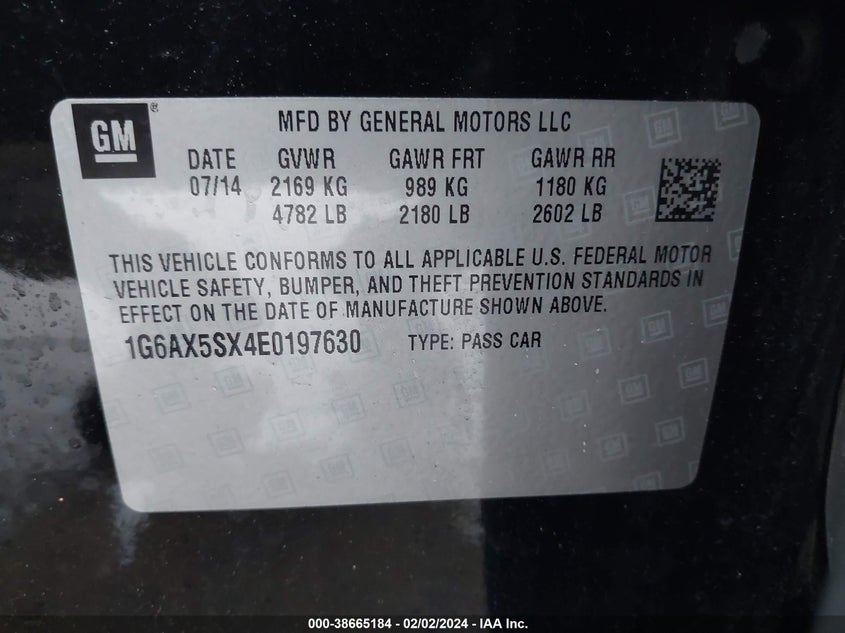 GM ®
MFD BY GENERAL MOTORS LLC
DATE GVWR GAWR FRT GAWR RR
07/14 2169 KG 989 KG 1180 KG
4782 LB 2180 LB 2602 LB
THIS VEHICLE CONFORMS TO ALL APPLICABLE U.S. FEDERAL MOTOR
VEHICLE SAFETY, BUMPER, AND THEFT PREVENTION STANDARDS IN
EFFECT ON THE DATE OF MANUFACTURE SHOWN ABOVE.
1G6AX5SX4E0197630 TYPE: PASS CAR
000-38665184 - 02/02/2024 - IAA Inc.